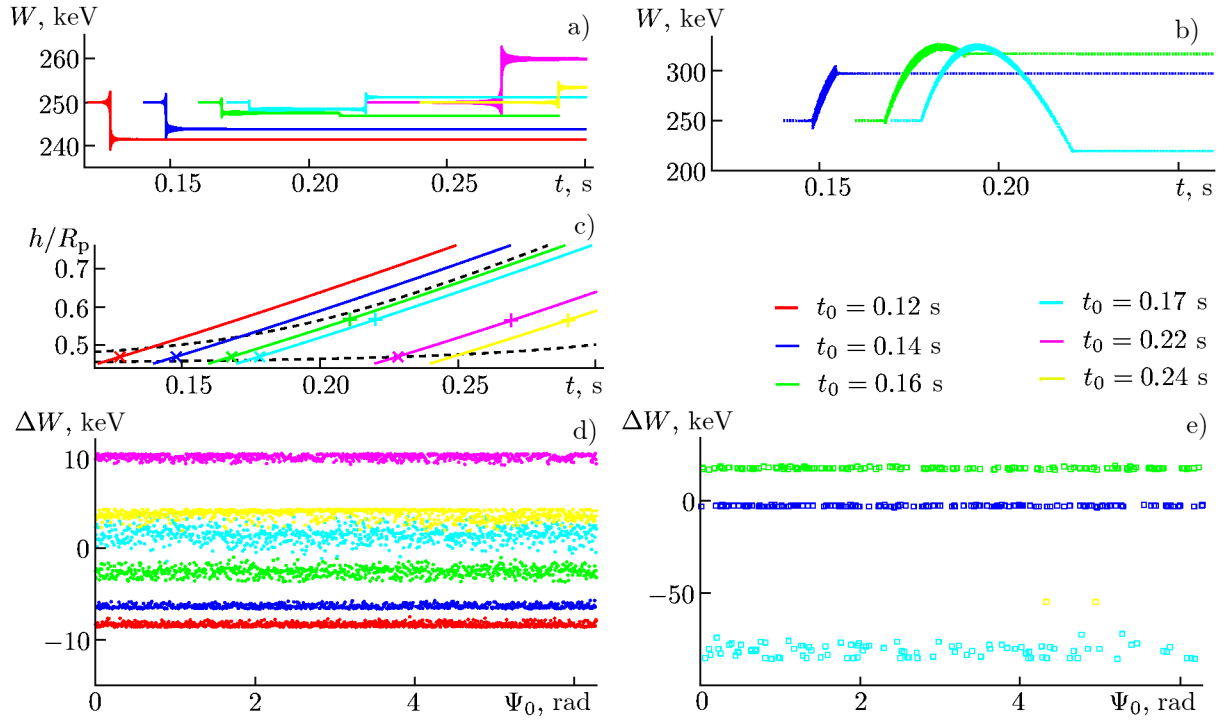 W, keV
a)
260
250
240
0.15
0.20
0.25
t, s
W, keV
b)
300
250
200
0.15
0.20
t, s
h/R_p
c)
0.7
0.6
0.5
0.15
0.20
0.25
t, s
t_0 = 0.12 s
t_0 = 0.14 s
t_0 = 0.16 s
t_0 = 0.17 s
t_0 = 0.22 s
t_0 = 0.24 s
ΔW, keV
d)
10
0
−10
0
2
4
Ψ_0, rad
ΔW, keV
e)
0
−50
0
2
4
Ψ_0, rad